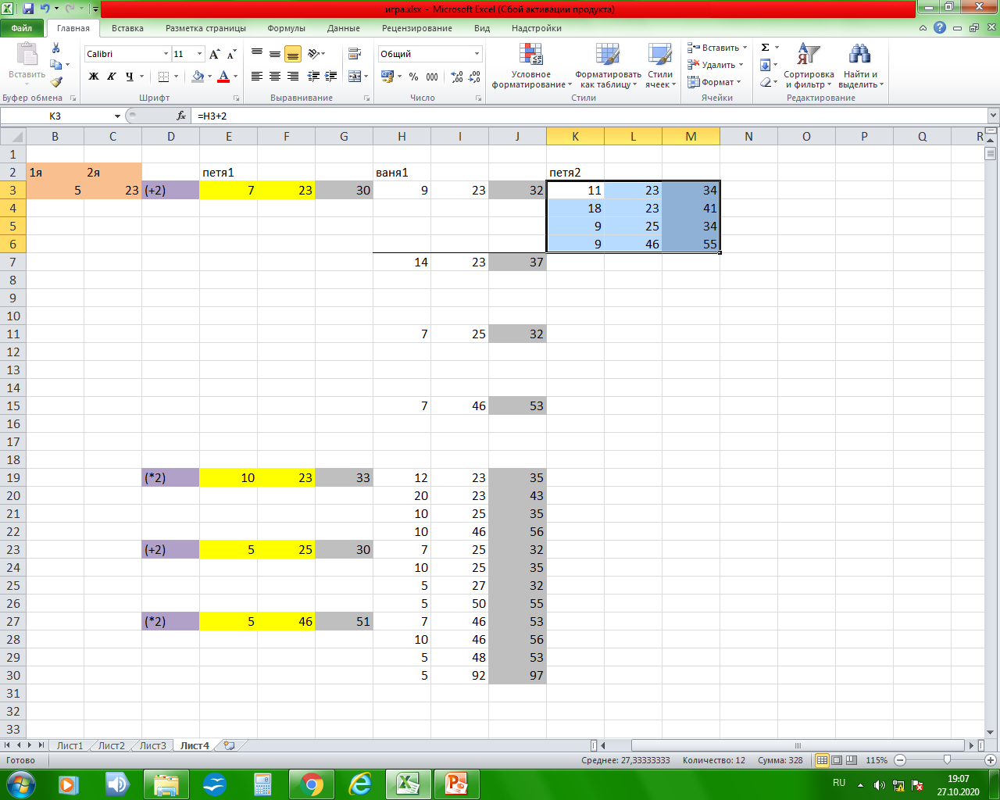 игра.xlsx - Microsoft Excel (Сбой активации продукта)
Файл Главная Вставка Разметка страницы Формулы Данные Рецензирование Вид Надстройки
Вставить
Буфер обмена
Calibri 11
Ж К Ч
Шрифт
Выравнивание
Общий
% 000
Число
Условное форматирование
Форматировать как таблицу
Стили ячеек
Стили
Вставить
Удалить
Формат
Ячейки
Σ
Сортировка и фильтр
Найти и выделить
Редактирование
K3 fx =H3+2
B C D E F G H I J K L M N O P Q R
1
2 1я 2я петя1 ваня1 петя2
3 5 23 (+2) 7 23 30 9 23 32 11 23 34
4 18 23 41
5 9 25 34
6 9 46 55
7 14 23 37
8
9
10
11 7 25 32
12
13
14
15 7 46 53
16
17
18
19 (*2) 10 23 33 12 23 35
20 20 23 43
21 10 25 35
22 10 46 56
23 (+2) 5 25 30 7 25 32
24 10 25 35
25 5 27 32
26 5 50 55
27 (*2) 5 46 51 7 46 53
28 10 46 56
29 5 48 53
30 5 92 97
31
32
33
Лист1 Лист2 Лист3 Лист4
Готово Среднее: 27,33333333 Количество: 12 Сумма: 328 115%
RU 19:07
27.10.2020